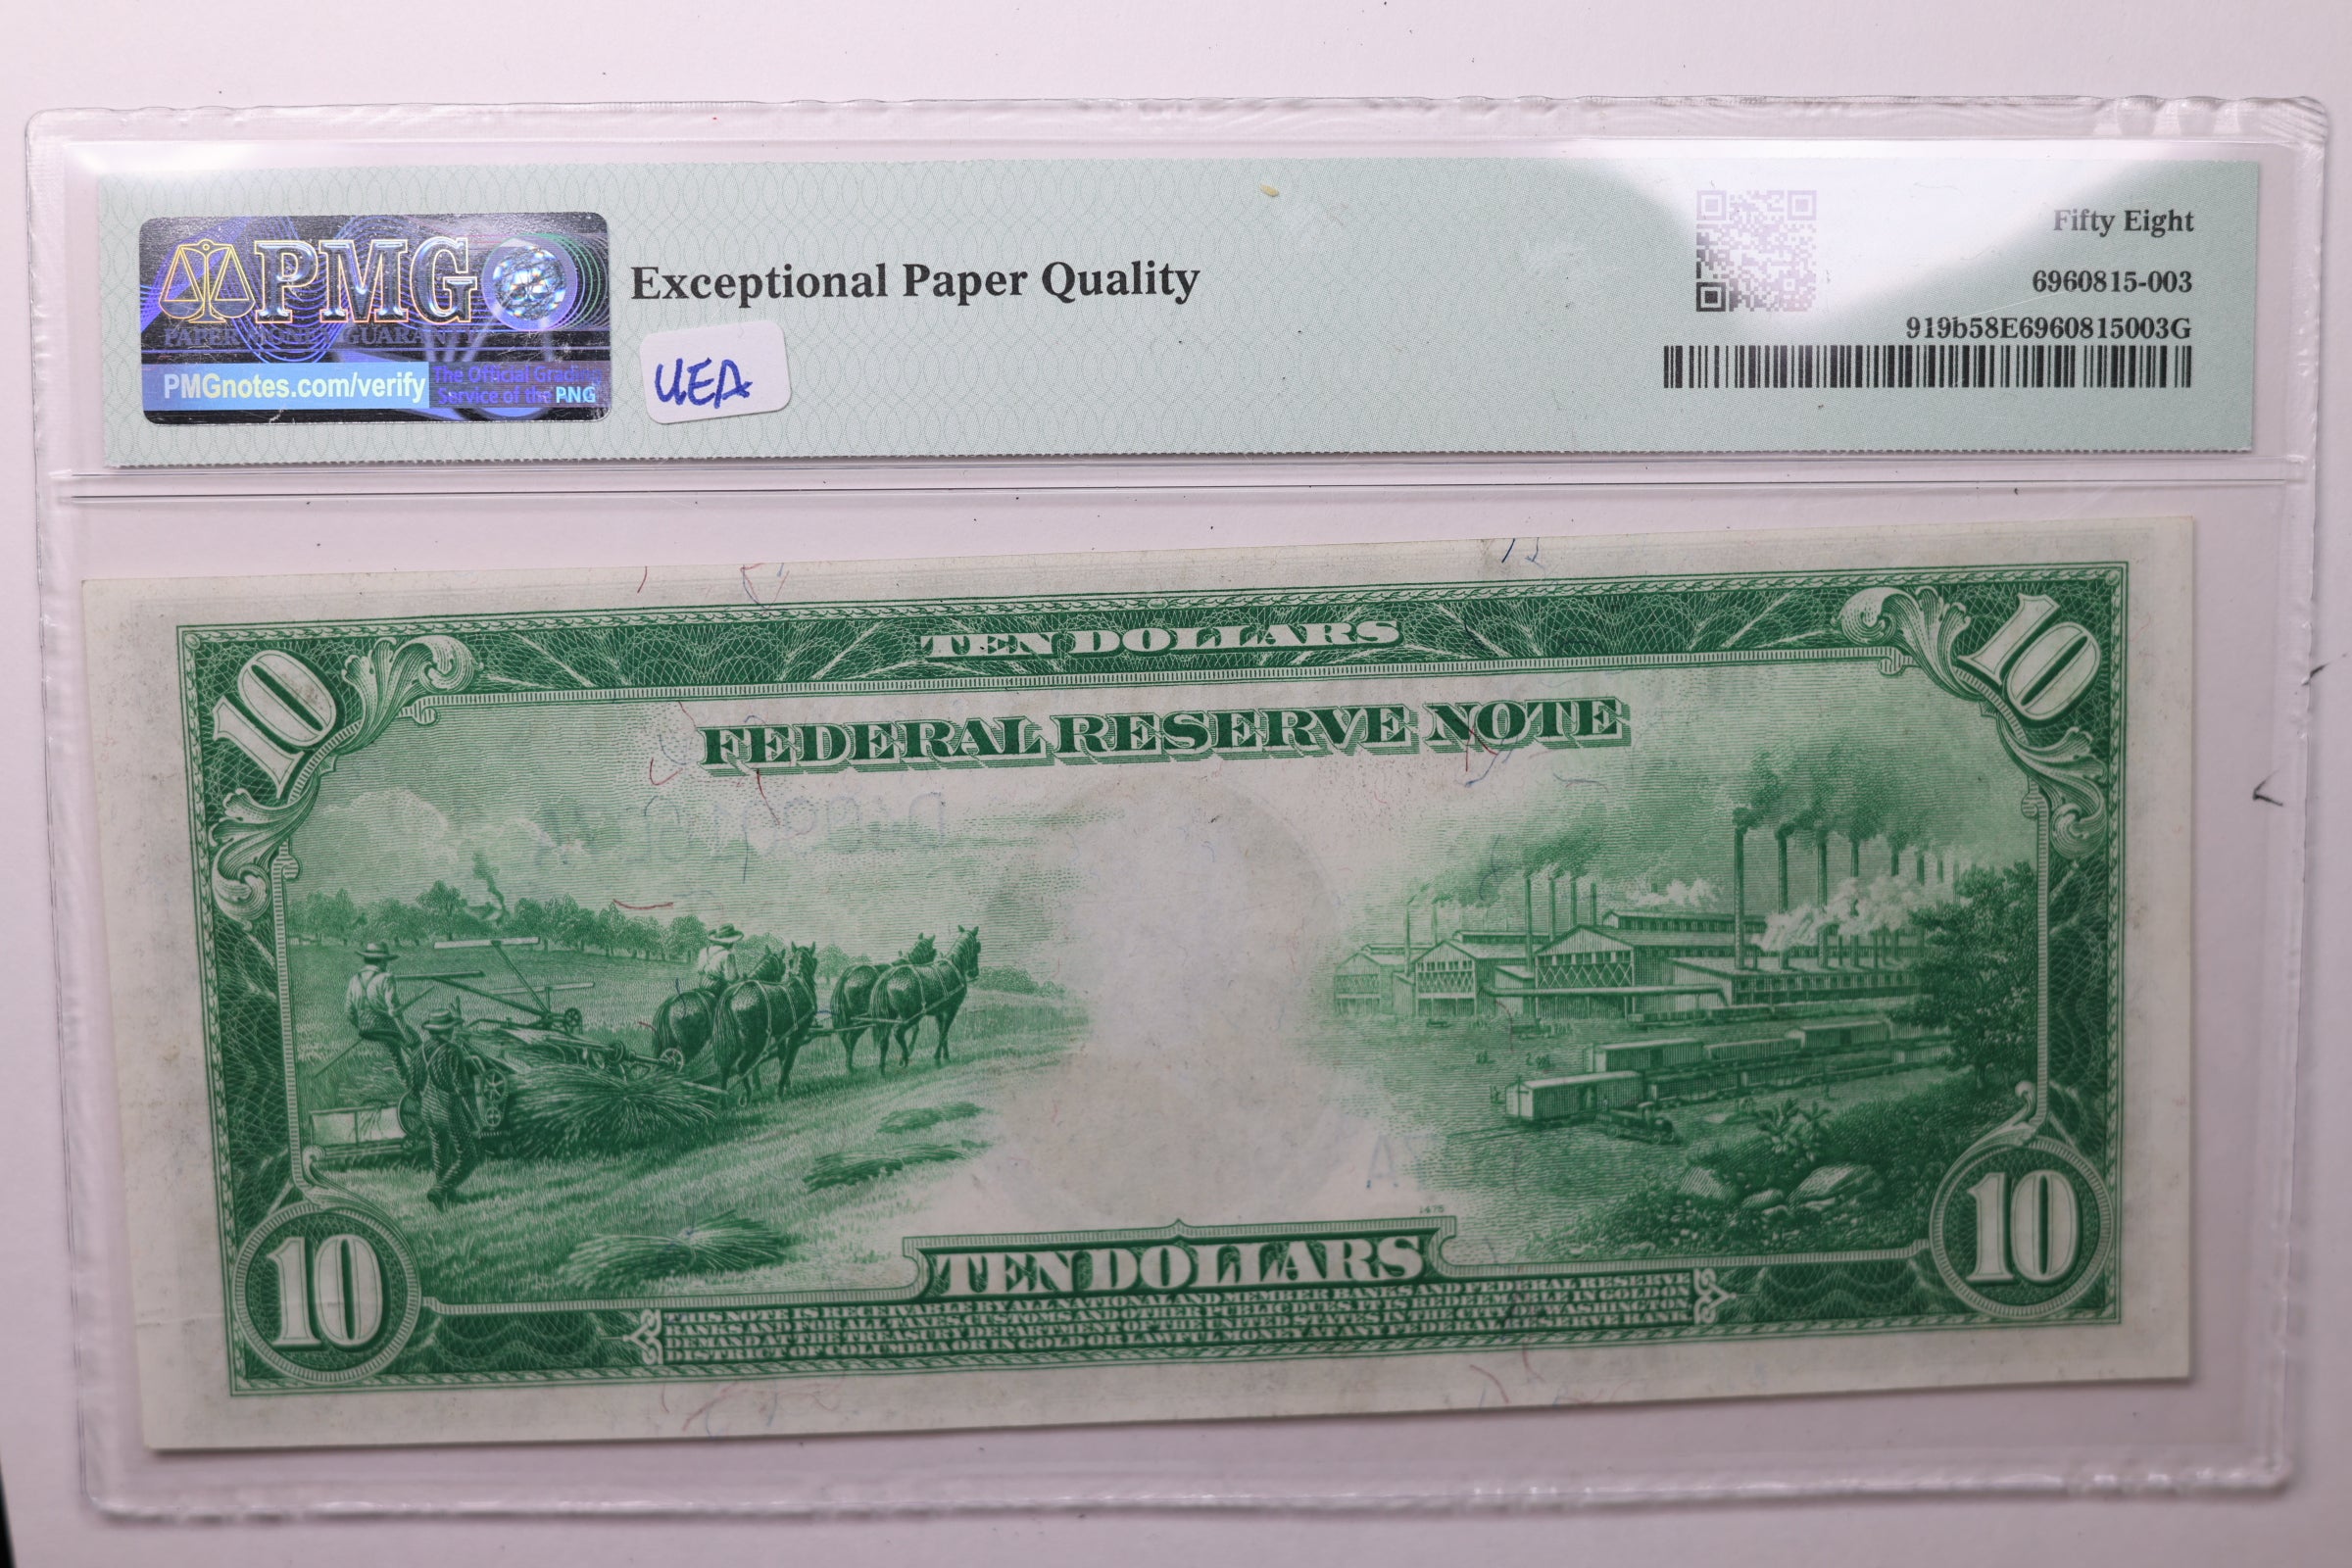 PMG
PAPER MONEY GUARANTY
PMGnotes.com/verify
The Official Grading
Service of the PNG
Exceptional Paper Quality
UEA
Fifty Eight
6960815-003
919b58E6960815003G
10
TEN DOLLARS
10
FEDERAL RESERVE NOTE
1475
10
TEN DOLLARS
10
THIS NOTE IS RECEIVABLE BY ALL NATIONAL AND MEMBER BANKS AND FEDERAL RESERVE
BANKS AND FOR ALL TAXES, CUSTOMS AND OTHER PUBLIC DUES. IT IS REDEEMABLE IN GOLD ON
DEMAND AT THE TREASURY DEPARTMENT OF THE UNITED STATES IN THE CITY OF WASHINGTON
DISTRICT OF COLUMBIA OR IN GOLD OR LAWFUL MONEY AT ANY FEDERAL RESERVE BANK